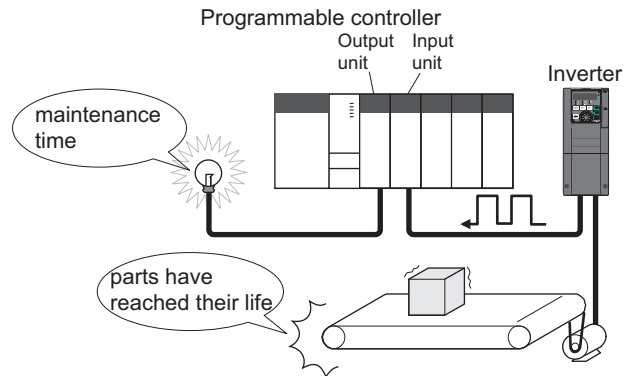 Programmable controller
Output Input
unit unit
Inverter
maintenance
time
parts have
reached their life